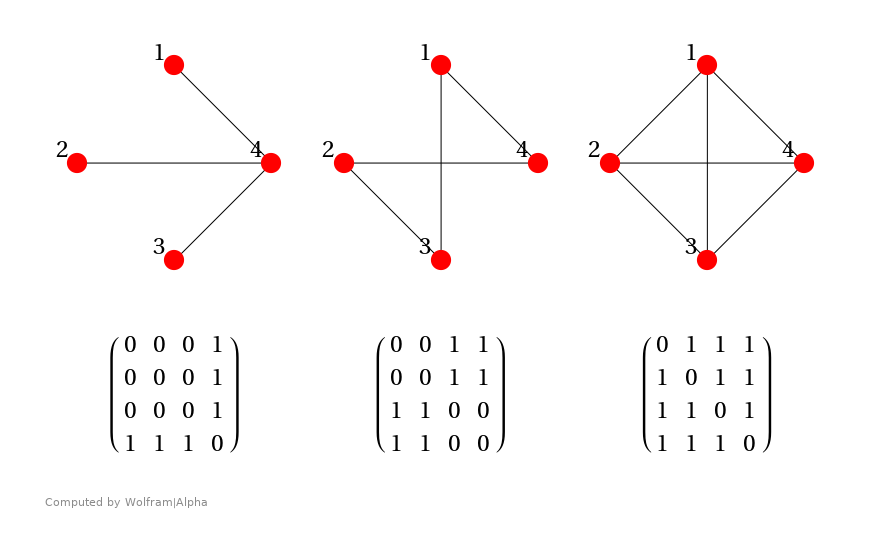 1 1 1
2 4 2 4 2 4
3 3 3
0 0 0 1 0 0 1 1 0 1 1 1
0 0 0 1 0 0 1 1 1 0 1 1
0 0 0 1 1 1 0 0 1 1 0 1
1 1 1 0 1 1 0 0 1 1 1 0
Computed by Wolfram|Alpha